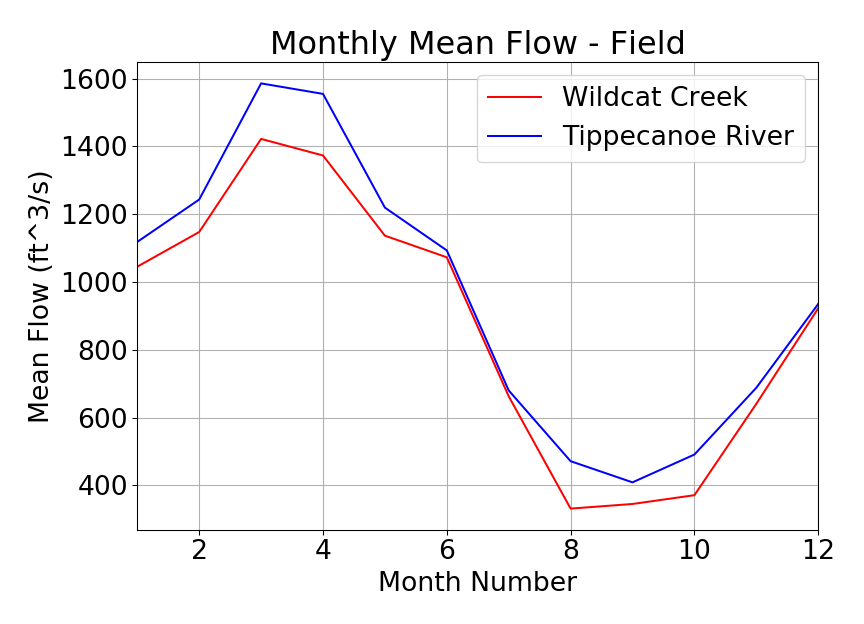 Monthly Mean Flow - Field
Wildcat Creek
Tippecanoe River
Mean Flow (ft^3/s)
1600
1400
1200
1000
800
600
400
2 4 6 8 10 12
Month Number